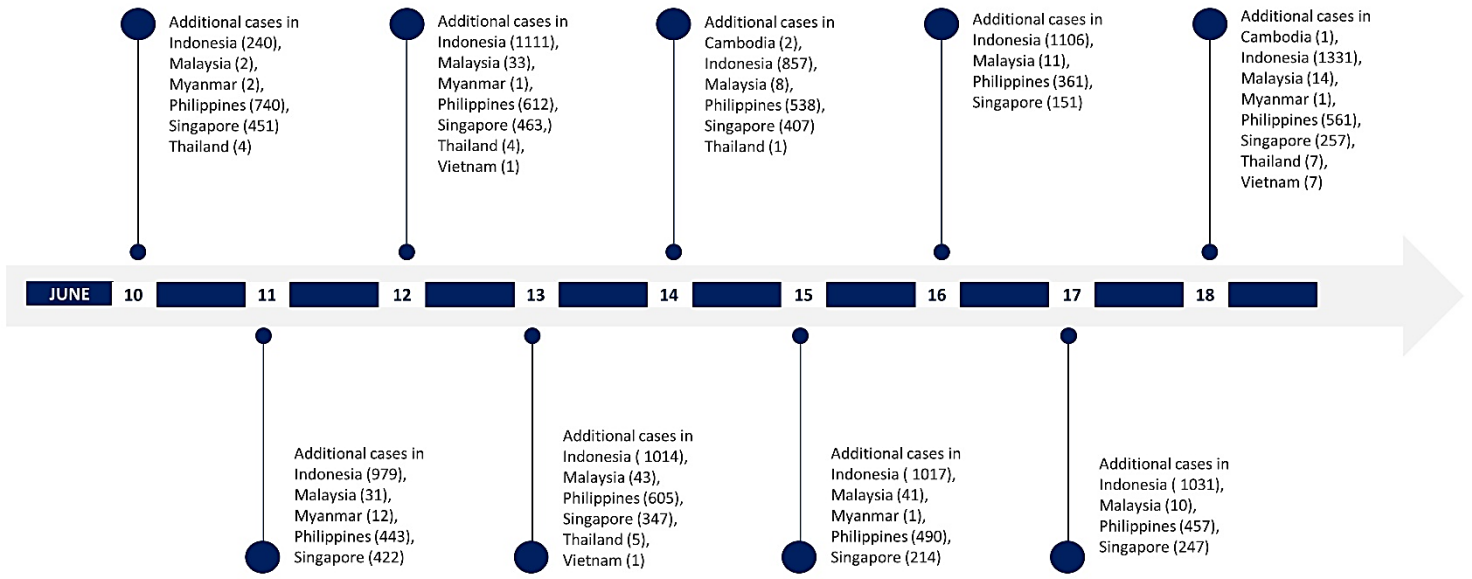 Additional cases in
Indonesia (240),
Malaysia (2),
Myanmar (2),
Philippines (740),
Singapore (451)
Thailand (4)
Additional cases in
Indonesia (1111),
Malaysia (33),
Myanmar (1),
Philippines (612),
Singapore (463,)
Thailand (4),
Vietnam (1)
Additional cases in
Cambodia (2),
Indonesia (857),
Malaysia (8),
Philippines (538),
Singapore (407)
Thailand (1)
Additional cases in
Indonesia (1106),
Malaysia (11),
Philippines (361),
Singapore (151)
Additional cases in
Cambodia (1),
Indonesia (1331),
Malaysia (14),
Myanmar (1),
Philippines (561),
Singapore (257),
Thailand (7),
Vietnam (7)
JUNE 10 11 12 13 14 15 16 17 18
Additional cases in
Indonesia (979),
Malaysia (31),
Myanmar (12),
Philippines (443),
Singapore (422)
Additional cases in
Indonesia ( 1014),
Malaysia (43),
Philippines (605),
Singapore (347),
Thailand (5),
Vietnam (1)
Additional cases in
Indonesia ( 1017),
Malaysia (41),
Myanmar (1),
Philippines (490),
Singapore (214)
Additional cases in
Indonesia ( 1031),
Malaysia (10),
Philippines (457),
Singapore (247)